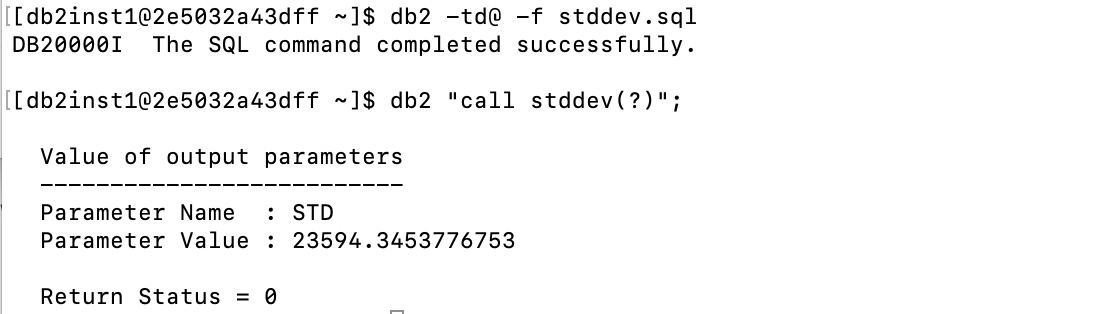 [[db2inst1@2e5032a43dff ~]$ db2 -td@ -f stddev.sql
DB20000I  The SQL command completed successfully.
[[db2inst1@2e5032a43dff ~]$ db2 "call stddev(?)";
Value of output parameters
--------------------------
Parameter Name  : STD
Parameter Value : 23594.3453776753
Return Status = 0